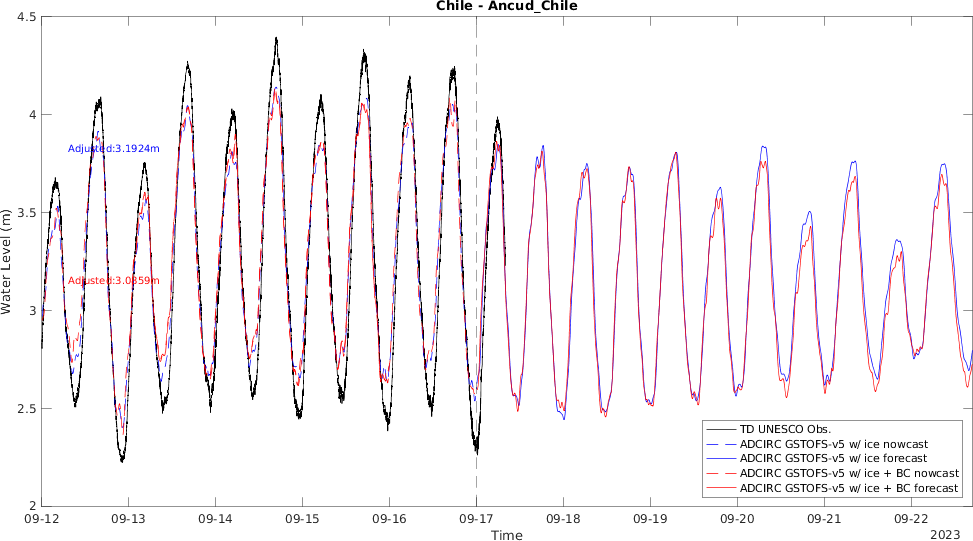 Chile - Ancud_Chile
Water Level (m)
4.5
4
3.5
3
2.5
2
Adjusted:3.1924m
Adjusted:3.0359m
TD UNESCO Obs.
ADCIRC GSTOFS-v5 w/ ice nowcast
ADCIRC GSTOFS-v5 w/ ice forecast
ADCIRC GSTOFS-v5 w/ ice + BC nowcast
ADCIRC GSTOFS-v5 w/ ice + BC forecast
09-12 09-13 09-14 09-15 09-16 09-17 09-18 09-19 09-20 09-21 09-22
Time
2023